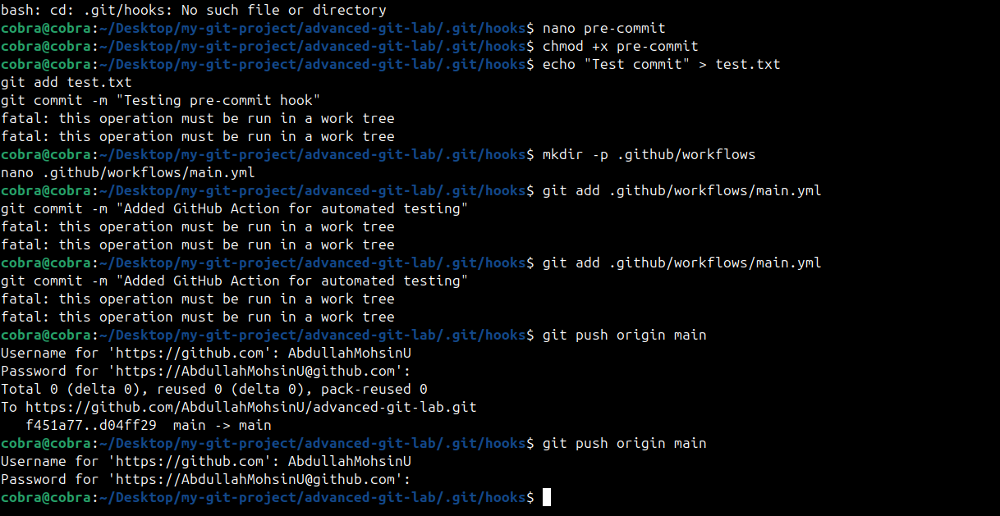 bash: cd: .git/hooks: No such file or directory
cobra@cobra:~/Desktop/my-git-project/advanced-git-lab/.git/hooks$ nano pre-commit
cobra@cobra:~/Desktop/my-git-project/advanced-git-lab/.git/hooks$ chmod +x pre-commit
cobra@cobra:~/Desktop/my-git-project/advanced-git-lab/.git/hooks$ echo "Test commit" > test.txt
git add test.txt
git commit -m "Testing pre-commit hook"
fatal: this operation must be run in a work tree
fatal: this operation must be run in a work tree
cobra@cobra:~/Desktop/my-git-project/advanced-git-lab/.git/hooks$ mkdir -p .github/workflows
nano .github/workflows/main.yml
cobra@cobra:~/Desktop/my-git-project/advanced-git-lab/.git/hooks$ git add .github/workflows/main.yml
git commit -m "Added GitHub Action for automated testing"
fatal: this operation must be run in a work tree
fatal: this operation must be run in a work tree
cobra@cobra:~/Desktop/my-git-project/advanced-git-lab/.git/hooks$ git add .github/workflows/main.yml
git commit -m "Added GitHub Action for automated testing"
fatal: this operation must be run in a work tree
fatal: this operation must be run in a work tree
cobra@cobra:~/Desktop/my-git-project/advanced-git-lab/.git/hooks$ git push origin main
Username for 'https://github.com': AbdullahMohsinU
Password for 'https://AbdullahMohsinU@github.com':
Total 0 (delta 0), reused 0 (delta 0), pack-reused 0
To https://github.com/AbdullahMohsinU/advanced-git-lab.git
   f451a77..d04ff29  main -> main
cobra@cobra:~/Desktop/my-git-project/advanced-git-lab/.git/hooks$ git push origin main
Username for 'https://github.com': AbdullahMohsinU
Password for 'https://AbdullahMohsinU@github.com':
cobra@cobra:~/Desktop/my-git-project/advanced-git-lab/.git/hooks$